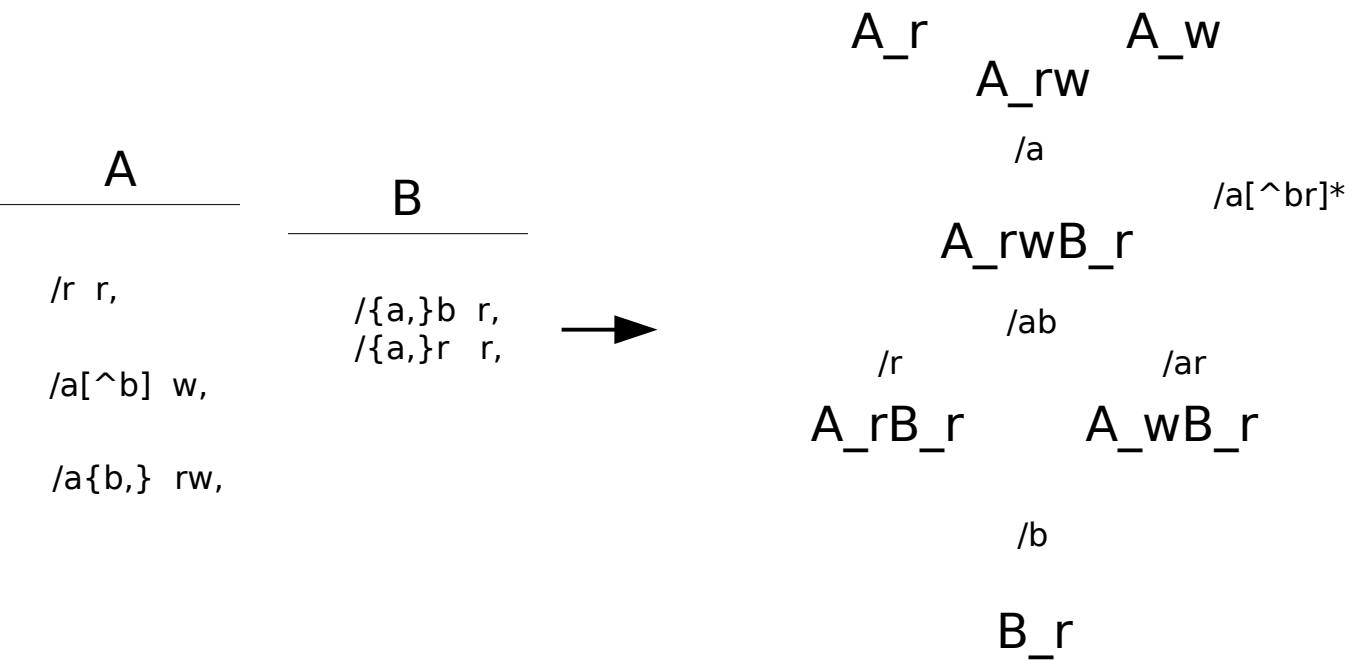 A
/r r,
/a[^b] w,
/a{b,} rw,
B
/{a,}b r,
/{a,}r r,
A_r A_w
A_rw
/a
/a[^br]*
A_rwB_r
/ab
/r /ar
A_rB_r A_wB_r
/b
B_r